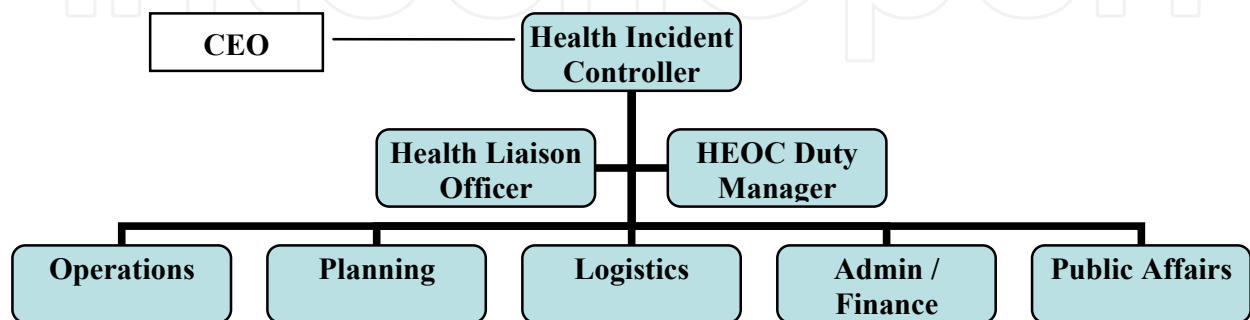 CEO
Health Incident
Controller
Health Liaison
Officer
HEOC Duty
Manager
Operations
Planning
Logistics
Admin /
Finance
Public Affairs